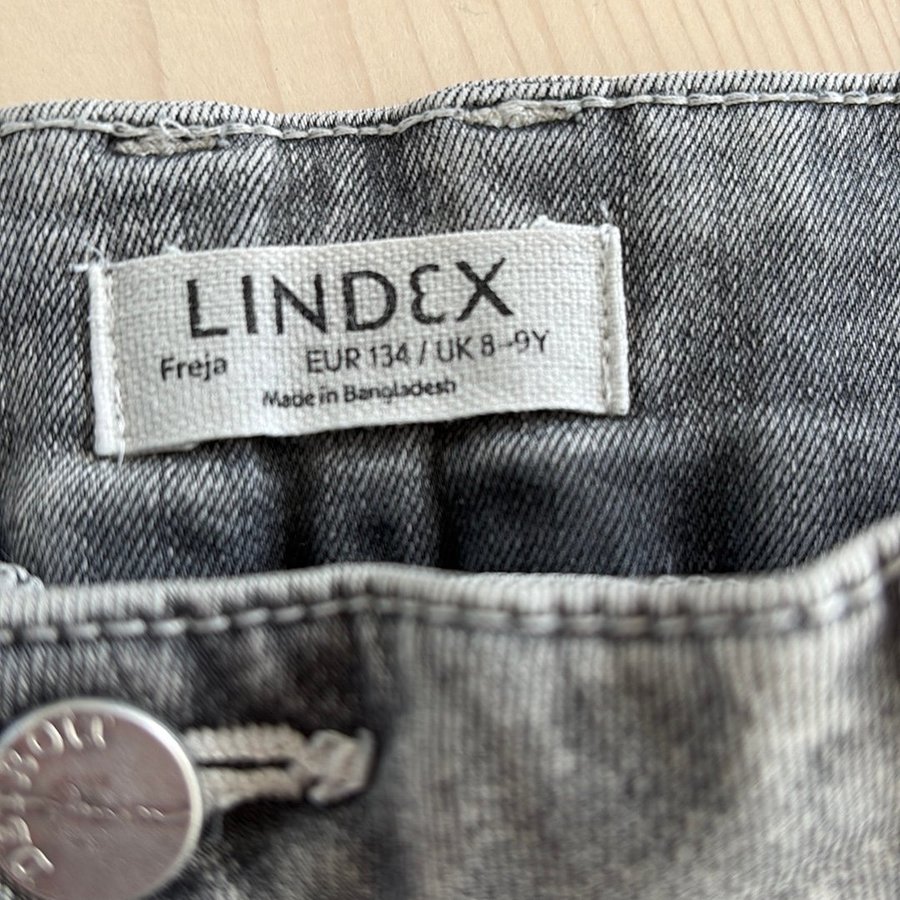 LINDEX
Freja EUR 134 / UK 8-9Y
Made in Bangladesh